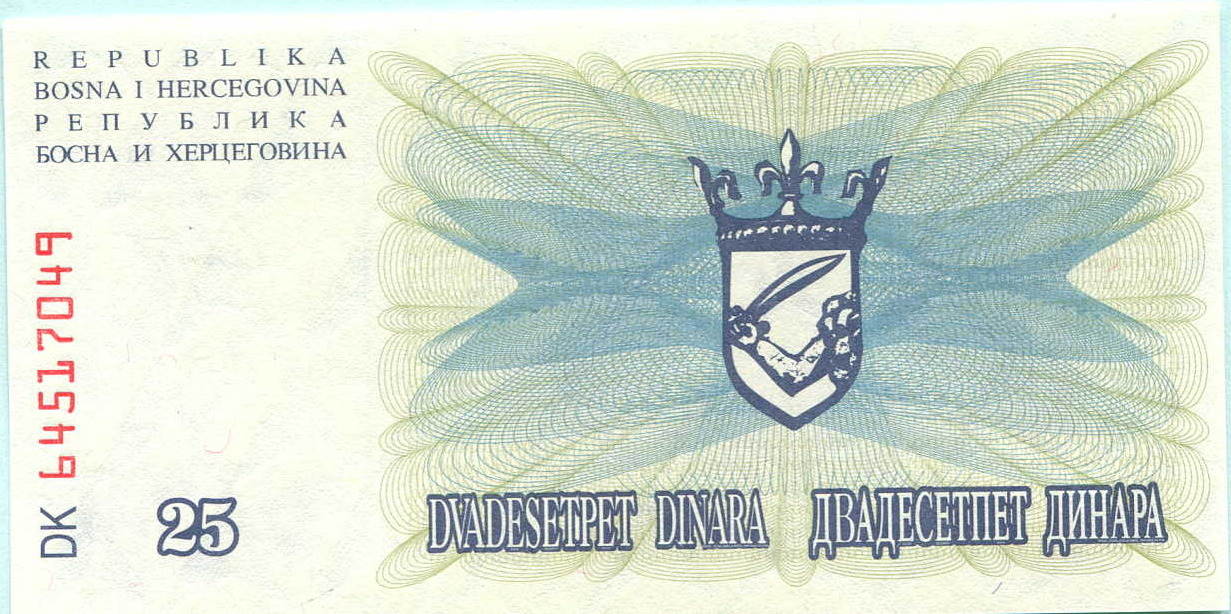 REPUBLIKA
BOSNA I HERCEGOVINA
РЕПУБЛИКА
БОСНА И ХЕРЦЕГОВИНА
DK 64517049
25
DVADESETPET DINARA ДВАДЕСЕТПЕТ ДИНАРА